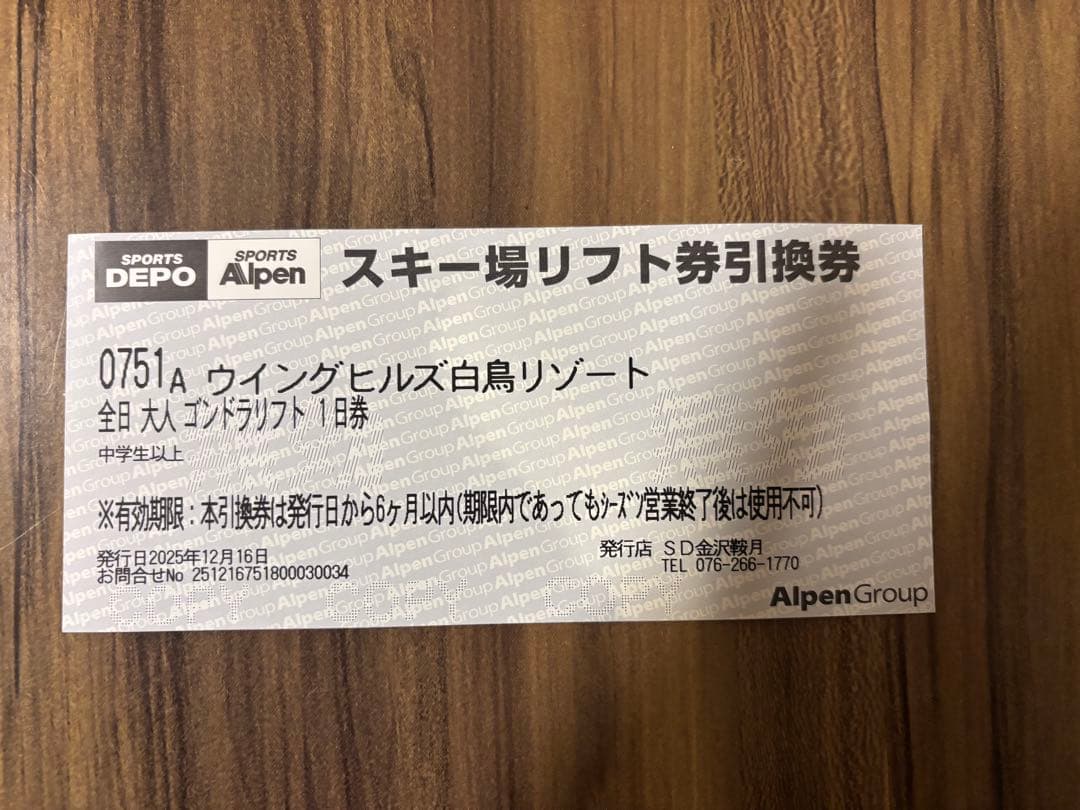 SPORTS DEPO SPORTS Alpen スキー場リフト券引換券
0751A ウイングヒルズ白鳥リゾート
全日 大人 ゴンドラリフト 1日券
中学生以上
※有効期限：本引換券は発行日から6ヶ月以内(期限内であってもｼｰｽﾞﾝ営業終了後は使用不可)
発行日2025年12月16日
お問合せNo 251216751800030034
発行店 SD金沢鞍月
TEL 076-266-1770
COPY COPY COPY
AlpenGroup